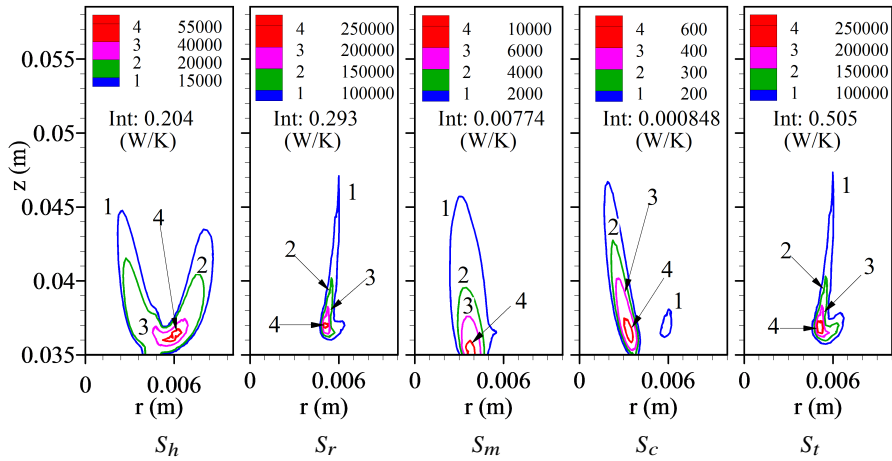 4 55000
3 40000
2 20000
1 15000
Int: 0.204
(W/K)
4 250000
3 200000
2 150000
1 100000
Int: 0.293
(W/K)
4 10000
3 6000
2 4000
1 2000
Int: 0.00774
(W/K)
4 600
3 400
2 300
1 200
Int: 0.000848
(W/K)
4 250000
3 200000
2 150000
1 100000
Int: 0.505
(W/K)
z (m)
0.055
0.05
0.045
0.04
0.035
1 4 2 3
1 2 3 4
1 2 3 4
3 2 4 1
1 2 3 4
0 0.006
0 0.006
0 0.006
0 0.006
0 0.006
r (m) r (m) r (m) r (m) r (m)
S_h S_r S_m S_c S_t